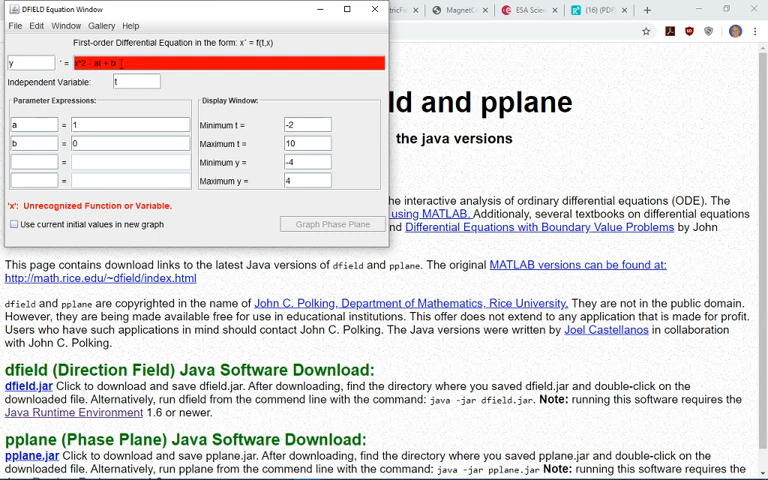 DFIELD Equation Window
File Edit Window Gallery Help
First-order Differential Equation in the form: x' = f(t,x)
y ' = x^2 - at + b
Independent Variable: t
Parameter Expressions:
a = 1
b = 0
=
=
Display Window:
Minimum t = -2
Maximum t = 10
Minimum y = -4
Maximum y = 4
'x': Unrecognized Function or Variable.
Use current initial values in new graph
Graph Phase Plane
MagnetC
ESA Scien
(16) (PDF
ld and pplane
the java versions
he interactive analysis of ordinary differential equations (ODE). The
using MATLAB. Additionaly, several textbooks on differential equations
nd Differential Equations with Boundary Value Problems by John
This page contains download links to the latest Java versions of dfield and pplane. The original MATLAB versions can be found at:
http://math.rice.edu/~dfield/index.html
dfield and pplane are copyrighted in the name of John C. Polking, Department of Mathematics, Rice University. They are not in the public domain.
However, they are being made available free for use in educational institutions. This offer does not extend to any application that is made for profit.
Users who have such applications in mind should contact John C. Polking. The Java versions were written by Joel Castellanos in collaboration
with John C. Polking.
dfield (Direction Field) Java Software Download:
dfield.jar Click to download and save dfield.jar. After downloading, find the directory where you saved dfield.jar and double-click on the
downloaded file. Alternatively, run dfield from the commend line with the command: java -jar dfield.jar. Note: running this software requires the
Java Runtime Environment 1.6 or newer.
pplane (Phase Plane) Java Software Download:
pplane.jar Click to download and save pplane.jar. After downloading, find the directory where you saved pplane.jar and double-click on the
downloaded file. Alternatively, run pplane from the commend line with the command: java -jar pplane.jar Note: running this software requires the